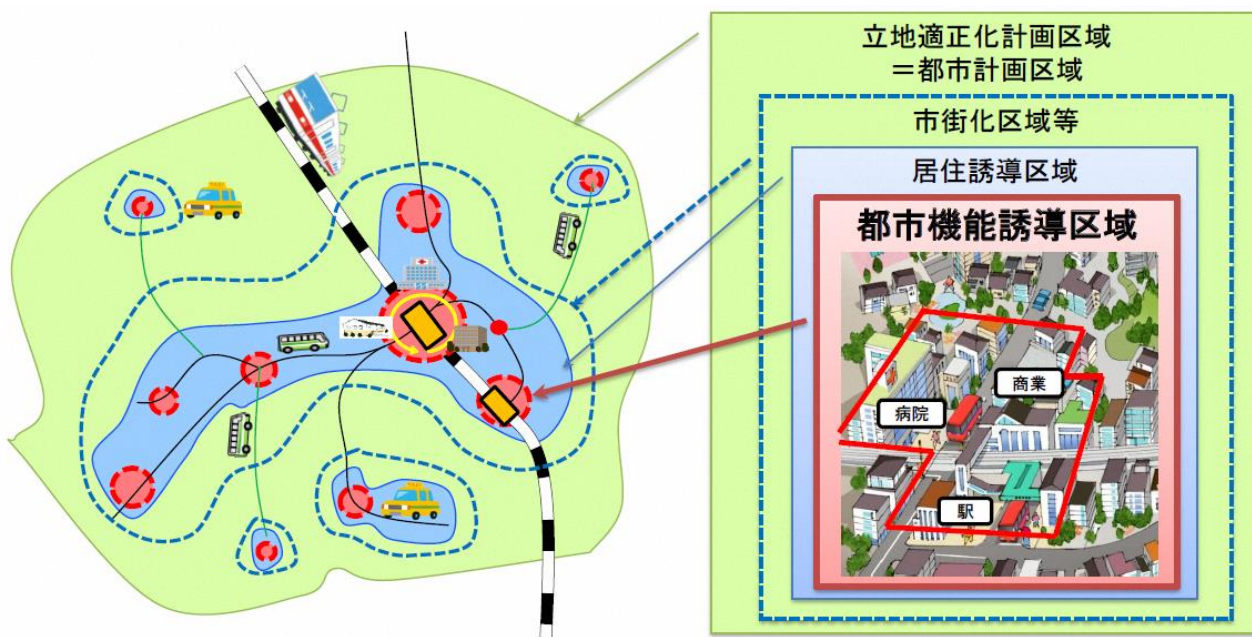 立地適正化計画区域
＝都市計画区域
市街化区域等
居住誘導区域
都市機能誘導区域
商業
病院
駅